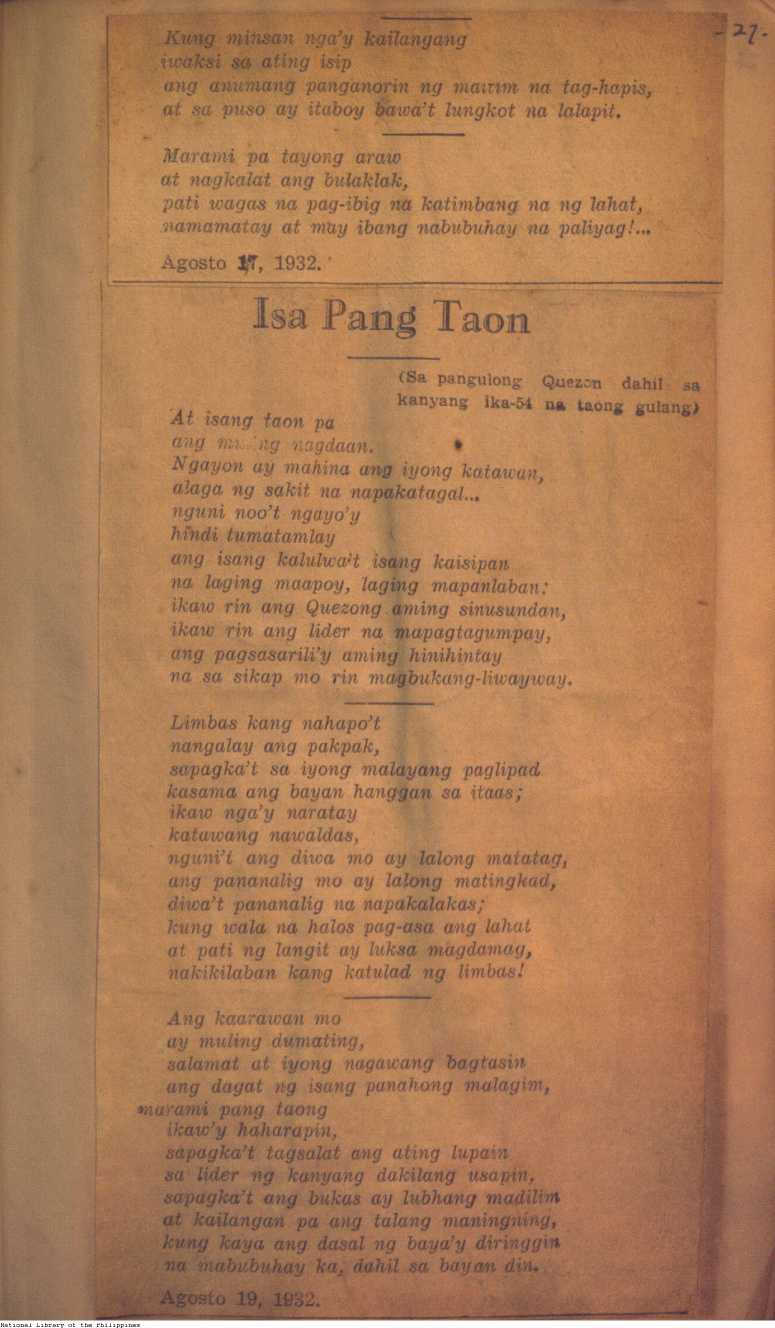 - 27.
Kung minsan nga'y kailangang
iwaksi sa ating isip
ang anumang panganorin ng maitim na tag-hapis,
at sa puso ay itaboy bawa't lungkot na lalapit.
Marami pa tayong araw
at nagkalat ang bulaklak,
pati wagas na pag-ibig na katimbang na ng lahat,
namamatay at may ibang nabubuhay na paliyag!...
Agosto 17, 1932.
Isa Pang Taon
(Sa pangulong Quezon dahil sa
kanyang ika-54 na taong gulang)
At isang taon pa
ang nagdaan.
Ngayon ay mahina ang iyong katawan,
alaga ng sakit na napakatagal...
nguni noo't ngayo'y
hindi tumatamlay
ang isang kalulwa't isang kaisipan
na laging maapoy, laging mapanlaban:
ikaw rin ang Quezong aming sinusundan,
ikaw rin ang lider na mapagtagumpay,
ang pagsasarili'y aming hinihintay
na sa sikap mo rin magbukang-liwayway.
Limbas kang nahapo't
nangalay ang pakpak,
sapagka't sa iyong malayang paglipad
kasama ang bayan hanggan sa itaas;
ikaw nga'y naratay
katawang nawaldas,
nguni't ang diwa mo ay lalong matatag,
ang pananalig mo ay lalong matingkad,
diwa't pananalig na napakalakas;
kung wala na halos pag-asa ang lahat
at pati ng langit ay luksa magdamag,
nakikilaban kang katulad ng limbas!
Ang kaarawan mo
ay muling dumating,
salamat at iyong nagawang bagtasin
ang dagat ng isang panahong malagim,
marami pang taong
ikaw'y haharapin,
sapagka't tagsalat ang ating lupain
sa lider ng kanyang dakilang usapin,
sapagka't ang bukas ay lubhang madilim
at kailangan pa ang talang maningning,
kung kaya ang dasal ng baya'y diringgin
na mabubuhay ka, dahil sa bayan din.
Agosto 19, 1932.
National Library of the Philippines